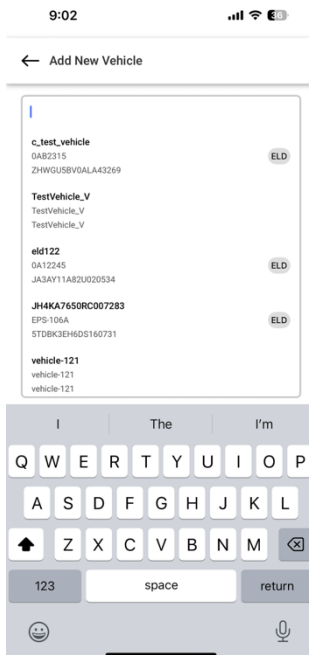 9:02
36
Add New Vehicle
c_test_vehicle
0AB2315
ELD
ZHWGU5BV0ALA43269
TestVehicle_V
TestVehicle_V
TestVehicle_V
eld122
0A12245
ELD
JA3AY11A82U020534
JH4KA7650RC007283
EPS-106A
ELD
5TDBK3EH6DS160731
vehicle-121
vehicle-121
vehicle-121
I The I'm
Q W E R T Y U I O P
A S D F G H J K L
Z X C V B N M
123 space return